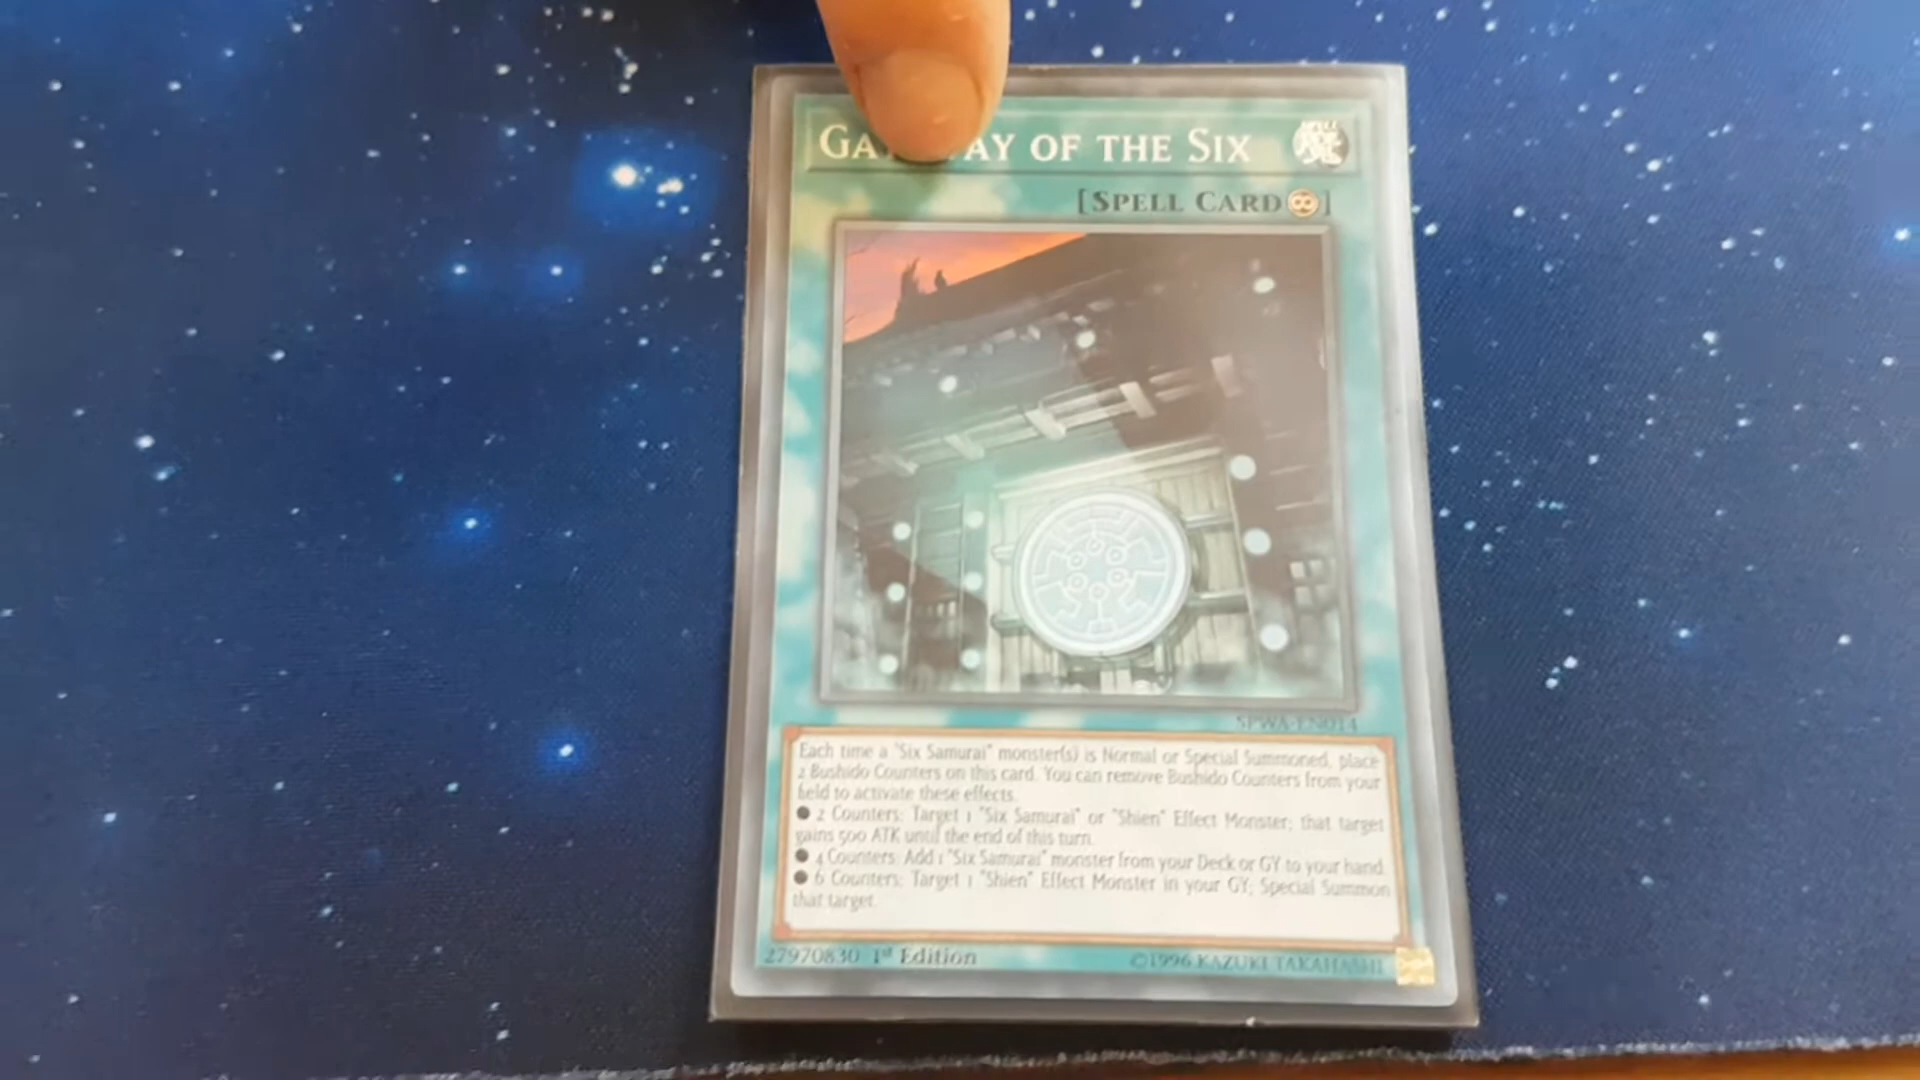 Ga ay of the Six
[Spell Card]
SPWA-EN014
Each time a "Six Samurai" monster(s) is Normal or Special Summoned, place
2 Bushido Counters on this card. You can remove Bushido Counters from your
field to activate these effects.
● 2 Counters: Target 1 "Six Samurai" or "Shien" Effect Monster; that target
gains 500 ATK until the end of this turn.
● 4 Counters: Add 1 "Six Samurai" monster from your Deck or GY to your hand.
● 6 Counters: Target 1 "Shien" Effect Monster in your GY; Special Summon
that target.
27970830 1st Edition
©1996 KAZUKI TAKAHASHI